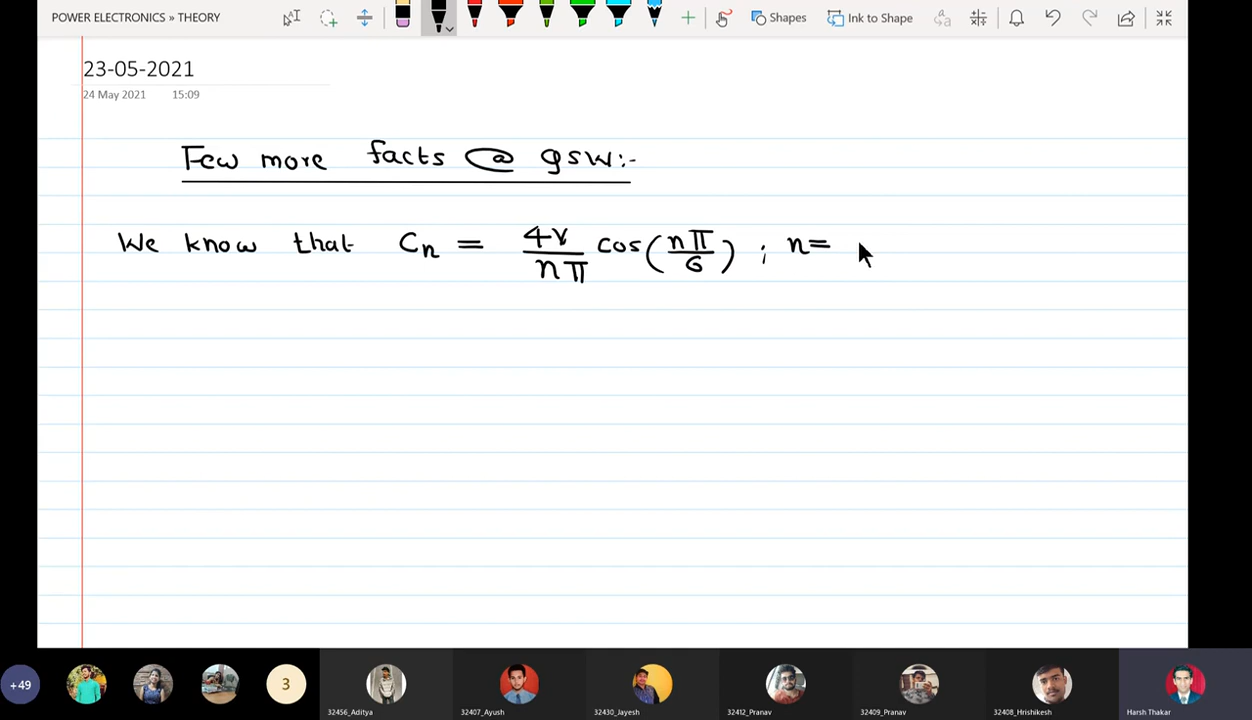 POWER ELECTRONICS » THEORY
Shapes
Ink to Shape
23-05-2021
24 May 2021 15:09
Few more facts @ qsw:-
We know that Cn = 4V/nπ cos(nπ/6) ; n=
+49
3
32456_Aditya
32407_Ayush
32430_Jayesh
32412_Pranav
32409_Pranav
32408_Hrishikesh
Harsh Thakar